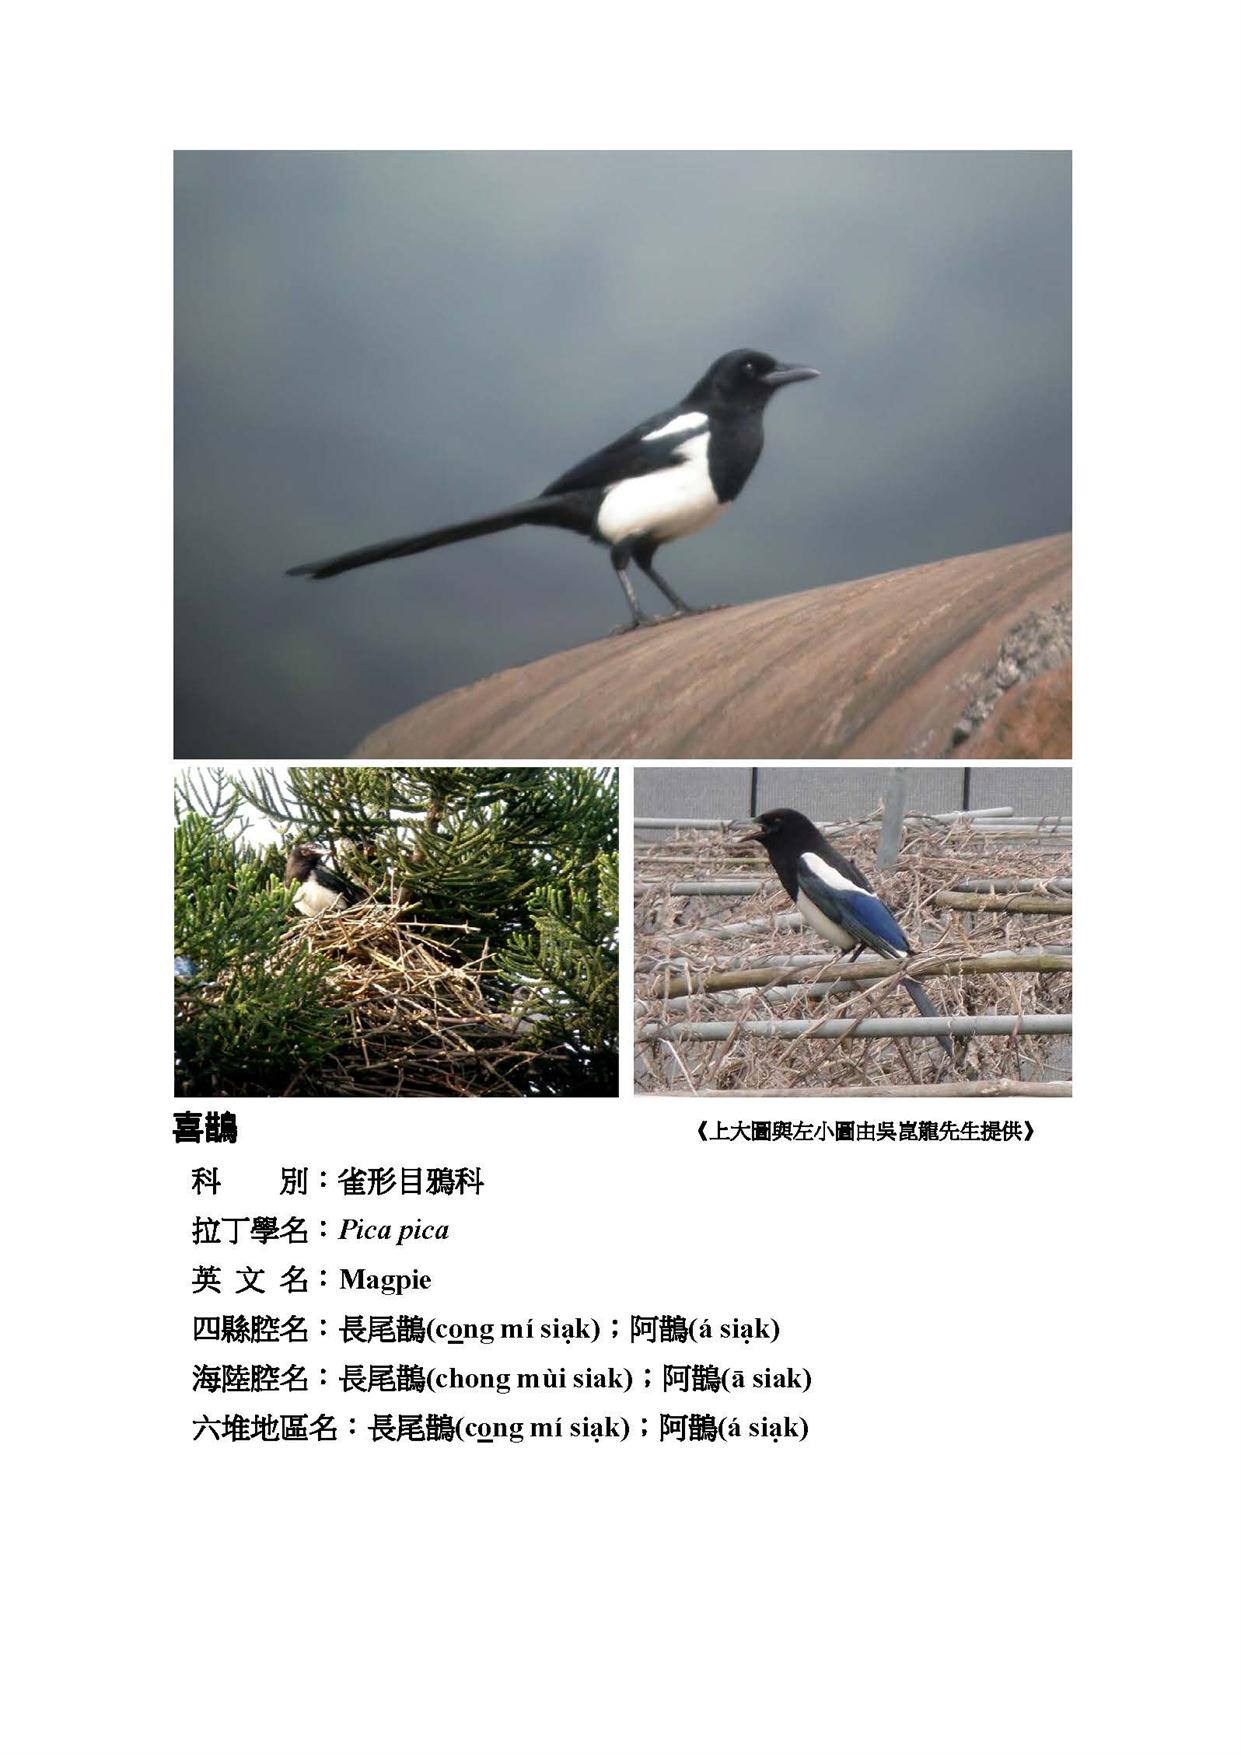 喜鵲
《上大圖與左小圖由吳崑龍先生提供》
科　　別：雀形目鴉科
拉丁學名：Pica pica
英 文 名：Magpie
四縣腔名：長尾鵲(co̲ng mí siạk)；阿鵲(á siạk)
海陸腔名：長尾鵲(chong mùi siak)；阿鵲(ā siak)
六堆地區名：長尾鵲(co̲ng mí siạk)；阿鵲(á siạk)